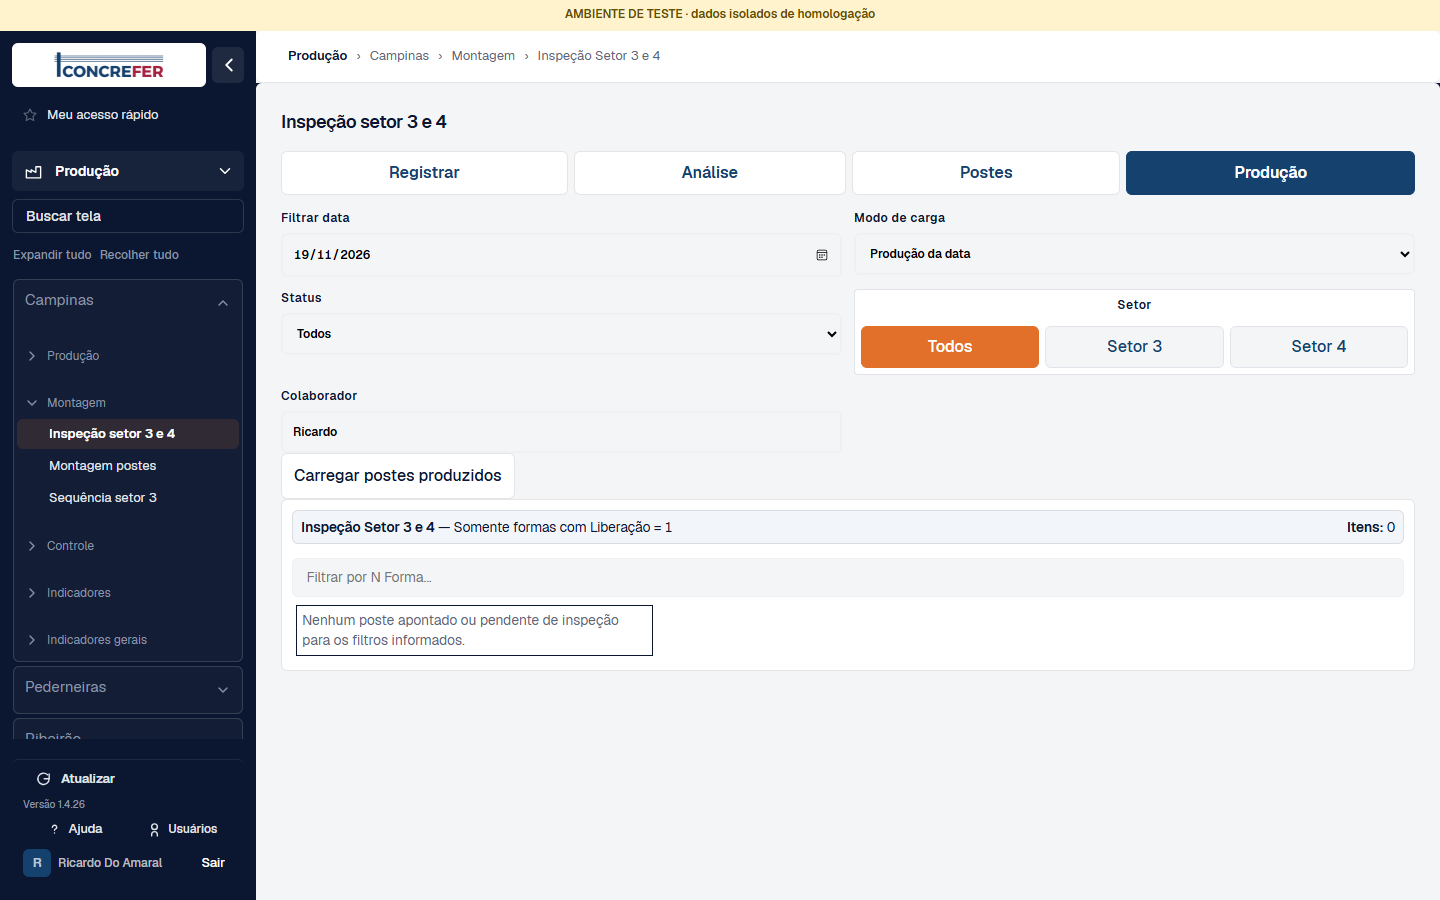 AMBIENTE DE TESTE · dados isolados de homologação
CONCREFER
Meu acesso rápido
Produção
Buscar tela
Expandir tudo Recolher tudo
Campinas
Produção
Montagem
Inspeção setor 3 e 4
Montagem postes
Sequência setor 3
Controle
Indicadores
Indicadores gerais
Pederneiras
Ribeirão
Atualizar
Versão 1.4.26
? Ajuda Usuários
R Ricardo Do Amaral Sair
Produção › Campinas › Montagem › Inspeção Setor 3 e 4
Inspeção setor 3 e 4
Registrar Análise Postes Produção
Filtrar data Modo de carga
19/11/2026 Produção da data
Status Setor
Todos Todos Setor 3 Setor 4
Colaborador
Ricardo
Carregar postes produzidos
Inspeção Setor 3 e 4 — Somente formas com Liberação = 1 Itens: 0
Filtrar por N Forma...
Nenhum poste apontado ou pendente de inspeção
para os filtros informados.